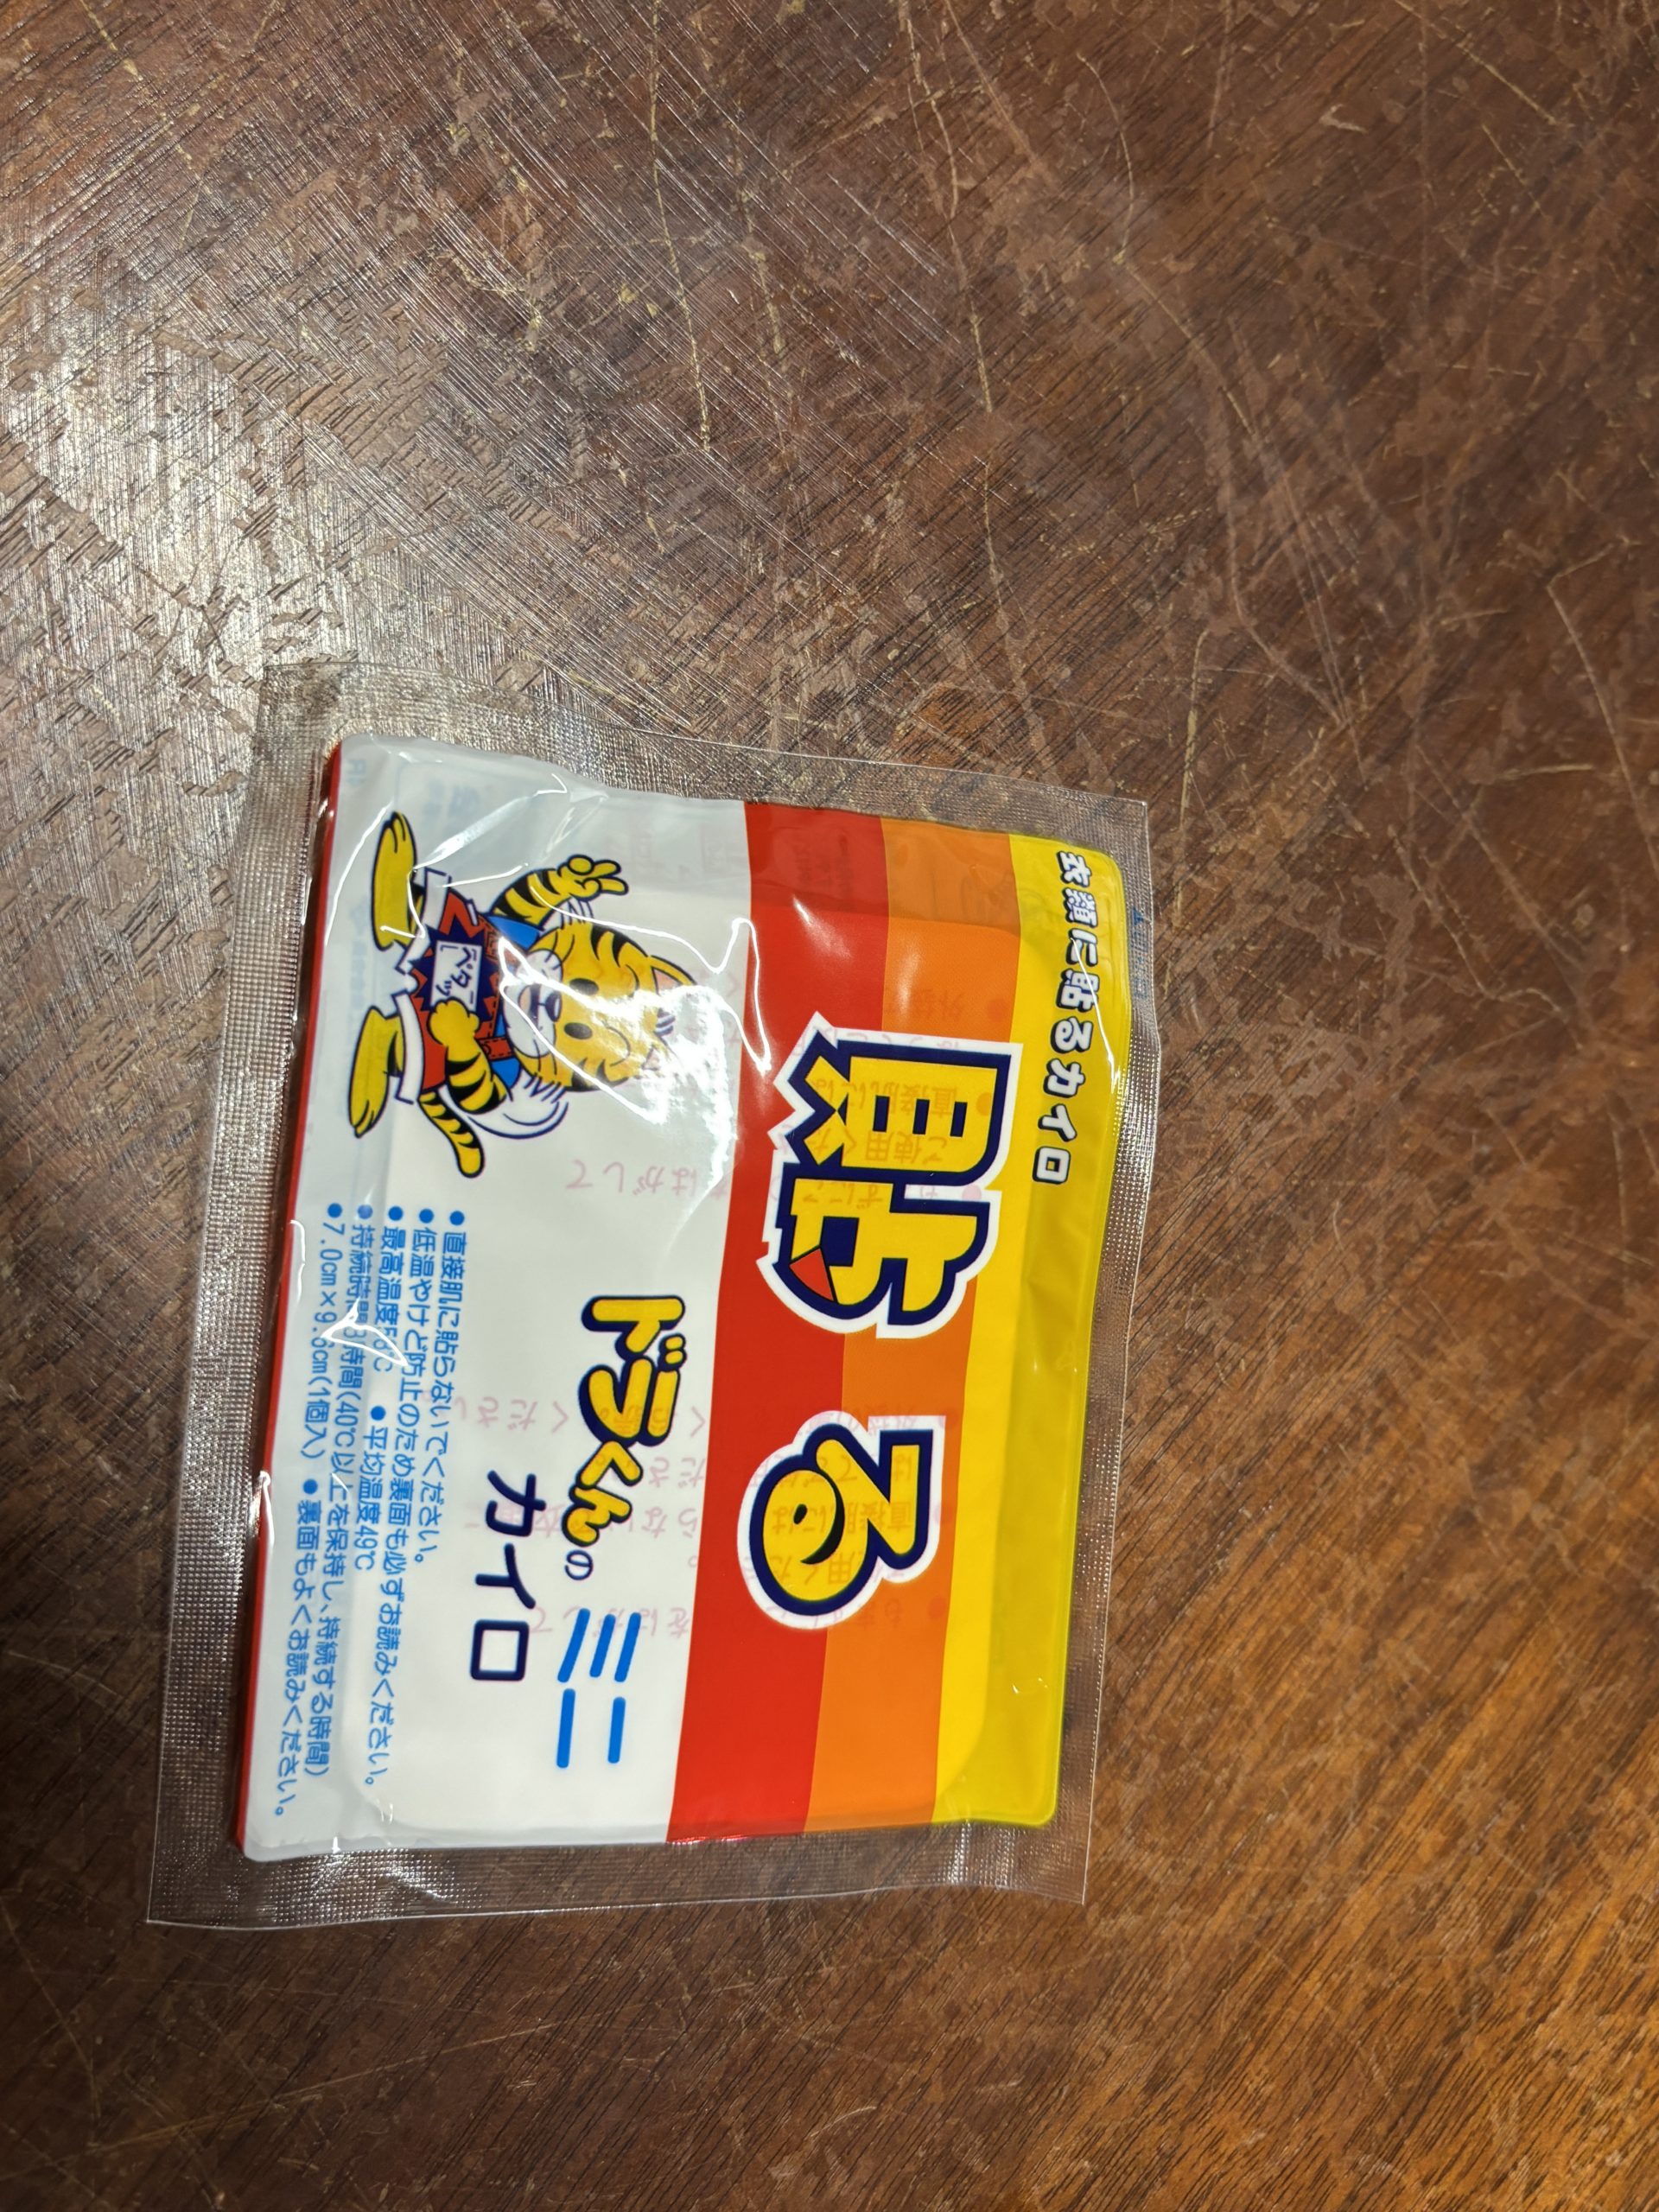 衣類に貼るカイロ
貼る
「ペタッ」
ドラくんのミニ
カイロ
●直接肌に貼らないでください。
●低温やけど防止のため裏面も必ずお読みください。
●最高温度56℃ ●平均温度49℃
●持続時間8時間(40℃以上を保持し、持続する時間)
●7.0cm×9.6cm(1個入) ●裏面もよくお読みください。